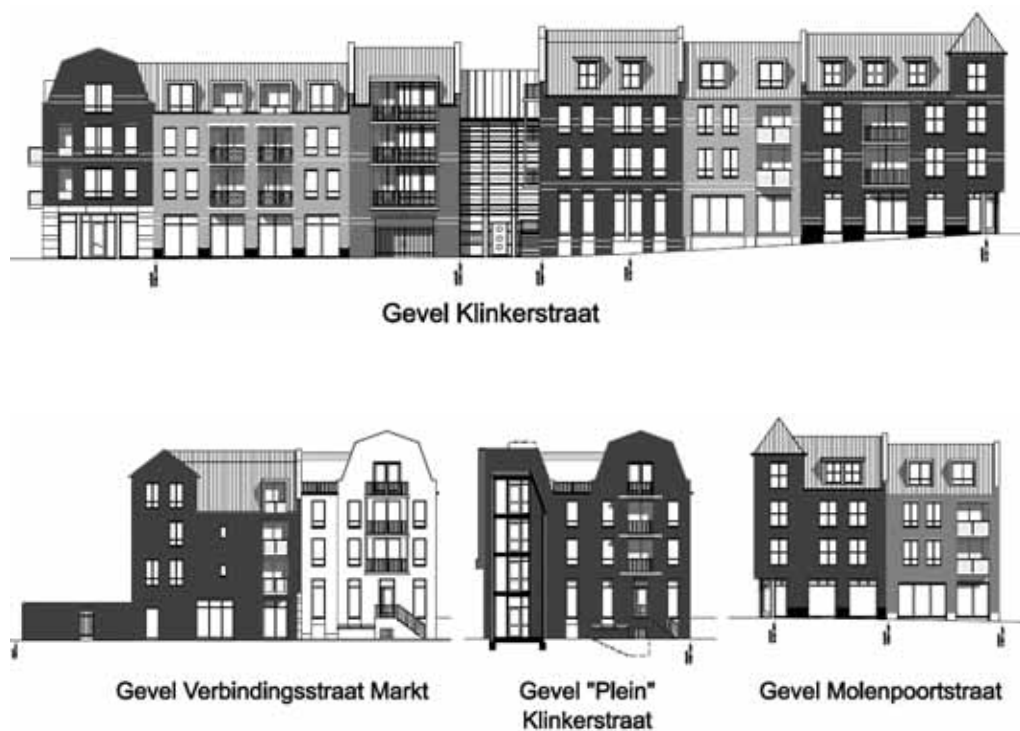 Gevel Klinkerstraat
Gevel Verbindingsstraat Markt
Gevel "Plein"
Klinkerstraat
Gevel Molenpoortstraat